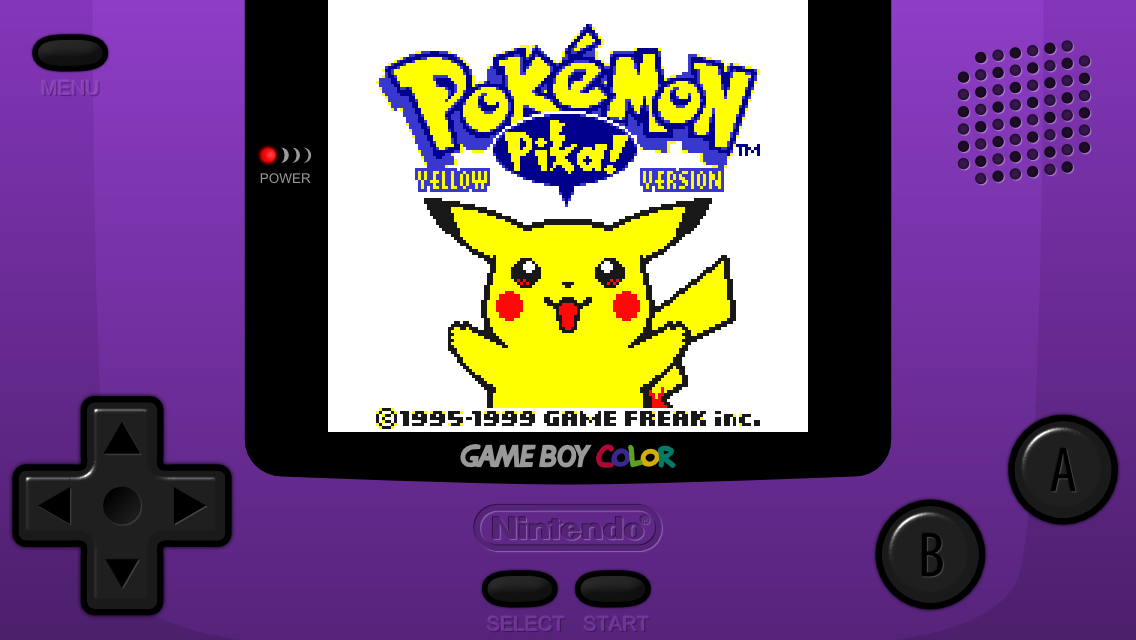 MENU
POWER
POKéMON
TM
Pika!
YELLOW VERSION
©1995-1999 GAME FREAK inc.
GAME BOY COLOR
Nintendo®
A
B
SELECT START